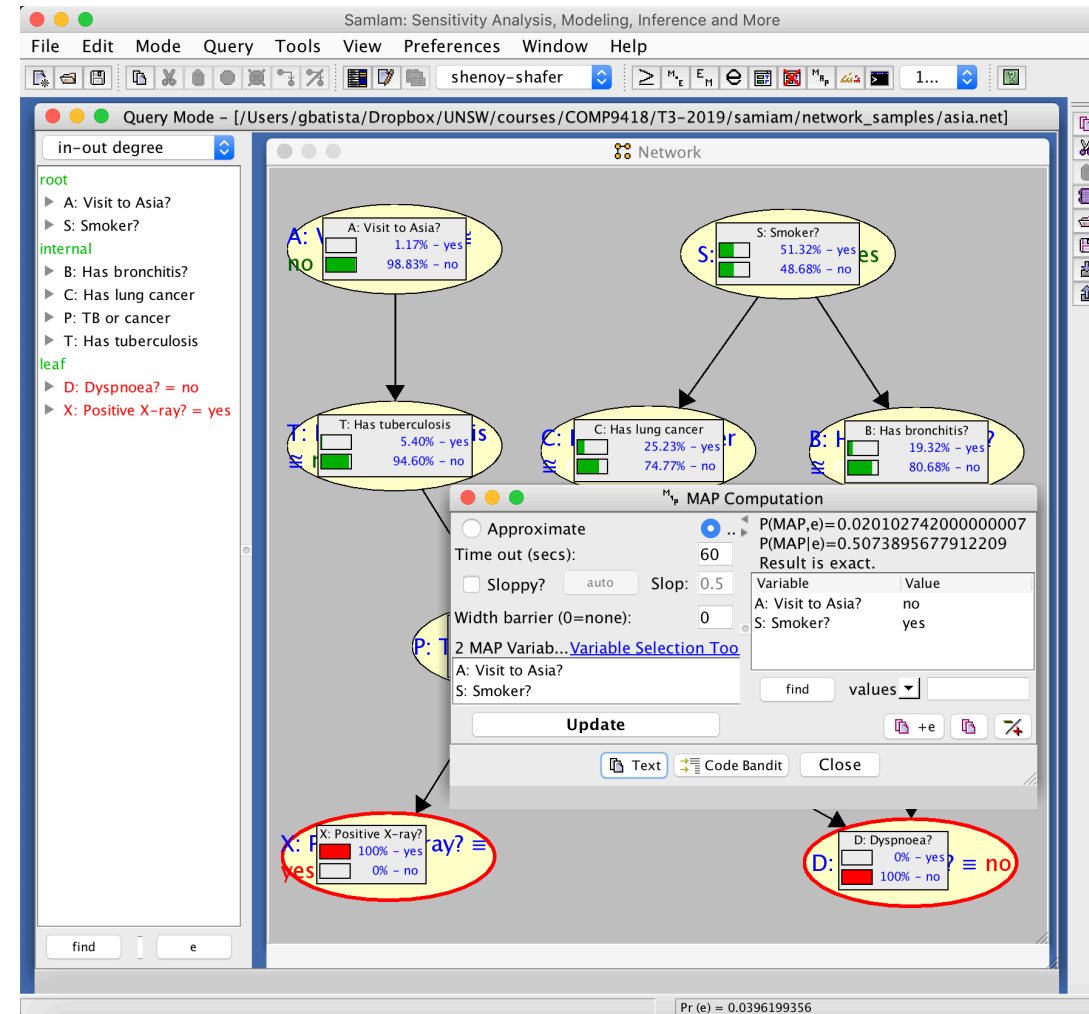 SamIam: Sensitivity Analysis, Modeling, Inference and More
File Edit Mode Query Tools View Preferences Window Help
shenoy-shafer
1...
Query Mode – [/Users/gbatista/Dropbox/UNSW/courses/COMP9418/T3-2019/samiam/network_samples/asia.net]
in-out degree
root
A: Visit to Asia?
S: Smoker?
internal
B: Has bronchitis?
C: Has lung cancer
P: TB or cancer
T: Has tuberculosis
leaf
D: Dyspnoea? = no
X: Positive X-ray? = yes
find
e
Network
A: Visit to Asia?
1.17% – yes
98.83% – no
A:
no
S: Smoker?
51.32% – yes
48.68% – no
S:
T: Has tuberculosis
5.40% – yes
94.60% – no
T:
C: Has lung cancer
25.23% – yes
74.77% – no
C:
B: Has bronchitis?
19.32% – yes
80.68% – no
B:
P:
MAP Computation
Approximate
..
Time out (secs): 60
Sloppy? auto Slop: 0.5
Width barrier (0=none): 0
2 MAP Variab... Variable Selection Too
A: Visit to Asia?
S: Smoker?
Update
P(MAP,e)=0.020102742000000007
P(MAP|e)=0.5073895677912209
Result is exact.
Variable Value
A: Visit to Asia? no
S: Smoker? yes
find values
+e
Text Code Bandit Close
X: Positive X-ray?
100% – yes
0% – no
X: ray? ≡
yes
D: Dyspnoea?
0% – yes
100% – no
D: ? ≡ no
Pr (e) = 0.0396199356